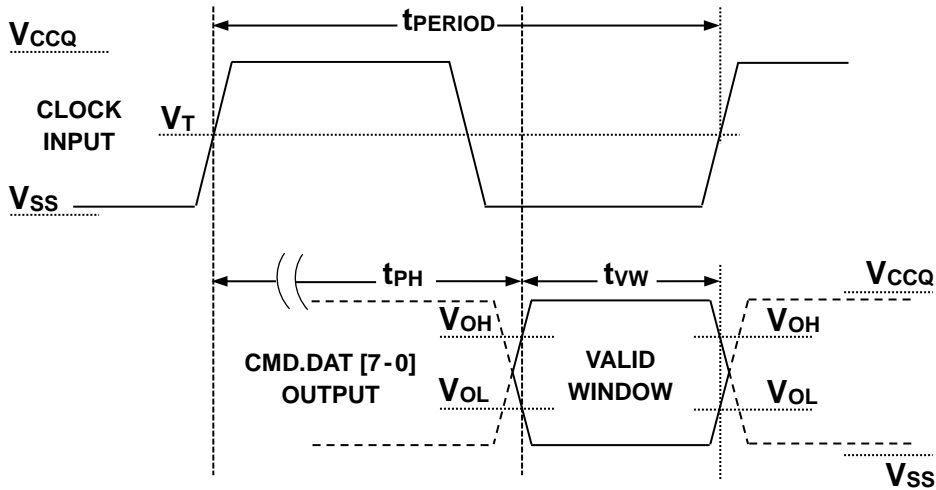 tPERIOD
VCCQ
CLOCK
INPUT
VT
VSS
tPH
tVW
VCCQ
VOH
VOH
CMD.DAT [7-0]
OUTPUT
VALID
WINDOW
VOL
VOL
VSS